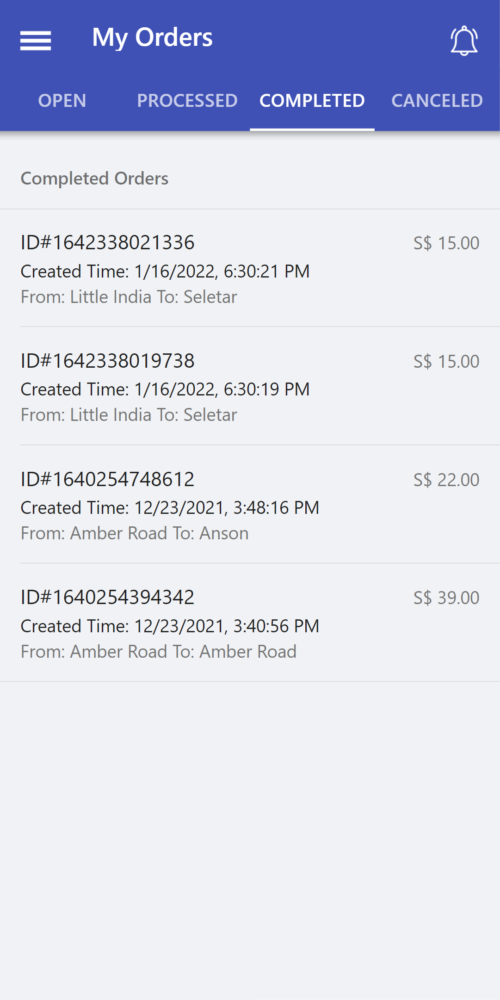 My Orders
OPEN PROCESSED COMPLETED CANCELED
Completed Orders
ID#1642338021336 S$ 15.00
Created Time: 1/16/2022, 6:30:21 PM
From: Little India To: Seletar
ID#1642338019738 S$ 15.00
Created Time: 1/16/2022, 6:30:19 PM
From: Little India To: Seletar
ID#1640254748612 S$ 22.00
Created Time: 12/23/2021, 3:48:16 PM
From: Amber Road To: Anson
ID#1640254394342 S$ 39.00
Created Time: 12/23/2021, 3:40:56 PM
From: Amber Road To: Amber Road